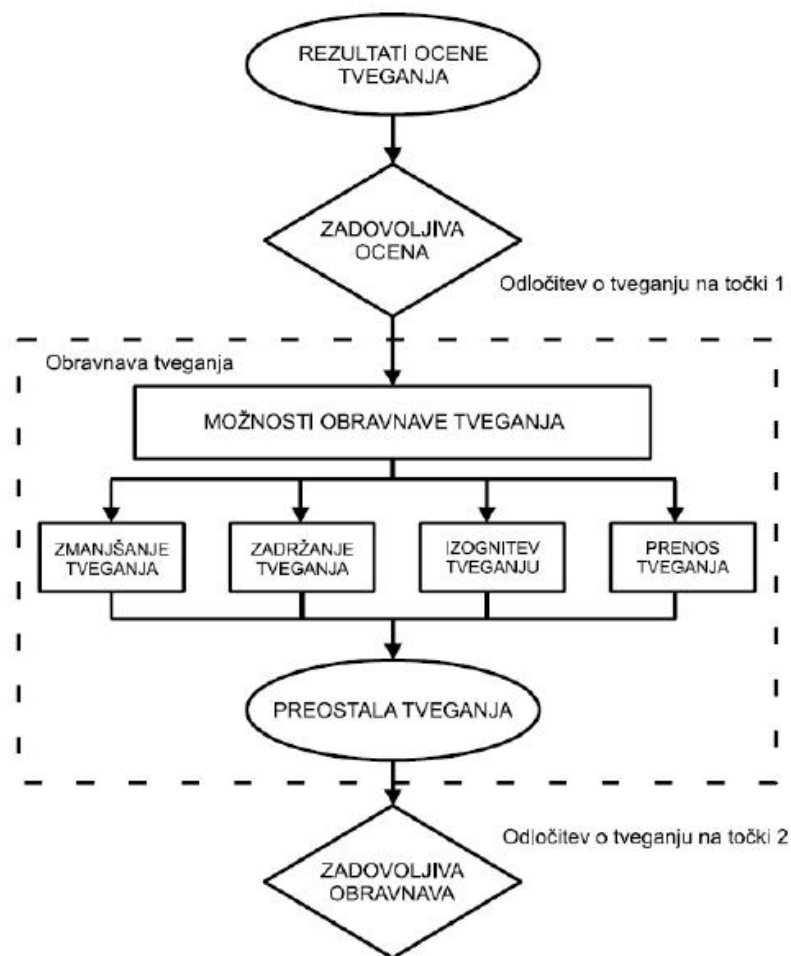 REZULTATI OCENE
TVEGANJA
ZADOVOLJIVA
OCENA
Odločitev o tveganju na točki 1
Obravnava tveganja
MOŽNOSTI OBRAVNAVE TVEGANJA
ZMANJŠANJE
TVEGANJA
ZADRŽANJE
TVEGANJA
IZOGNITEV
TVEGANJU
PRENOS
TVEGANJA
PREOSTALA TVEGANJA
Odločitev o tveganju na točki 2
ZADOVOLJIVA
OBRAVNAVA